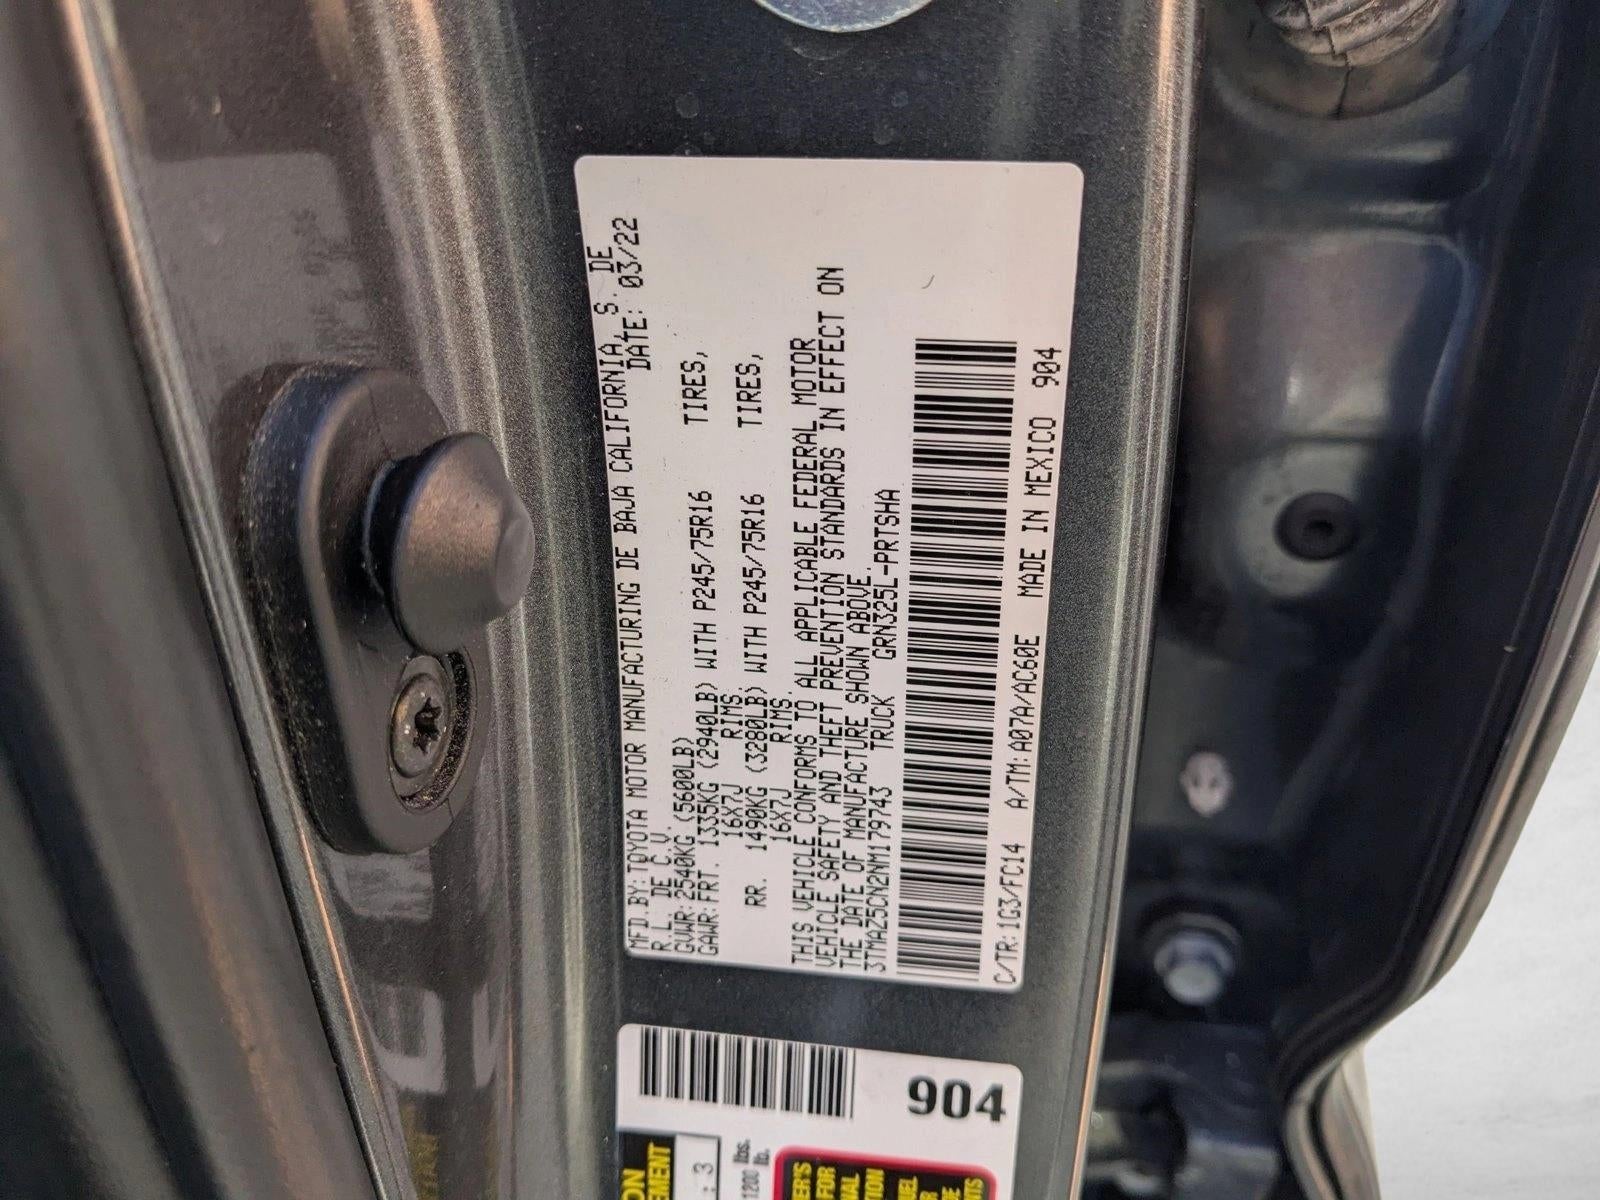 MFD.BY:TOYOTA MOTOR MANUFACTURING DE BAJA CALIFORNIA, S. DE
R.L. DE C.V. DATE: 03/22
GVWR:2540KG (5600LB)
GAWR:FRT. 1335KG (2940LB) WITH P245/75R16 TIRES,
16X7J RIMS.
RR. 1490KG (3280LB) WITH P245/75R16 TIRES,
16X7J RIMS.
THIS VEHICLE CONFORMS TO ALL APPLICABLE FEDERAL MOTOR
VEHICLE SAFETY AND THEFT PREVENTION STANDARDS IN EFFECT ON
THE DATE OF MANUFACTURE SHOWN ABOVE.
3TMAZ5CN2NM179743 TRUCK GRN325L-PRTSHA
C/TR:1G3/FC14 A/TM:A07A/AC60E MADE IN MEXICO 904
904
1200 lbs.
lb.